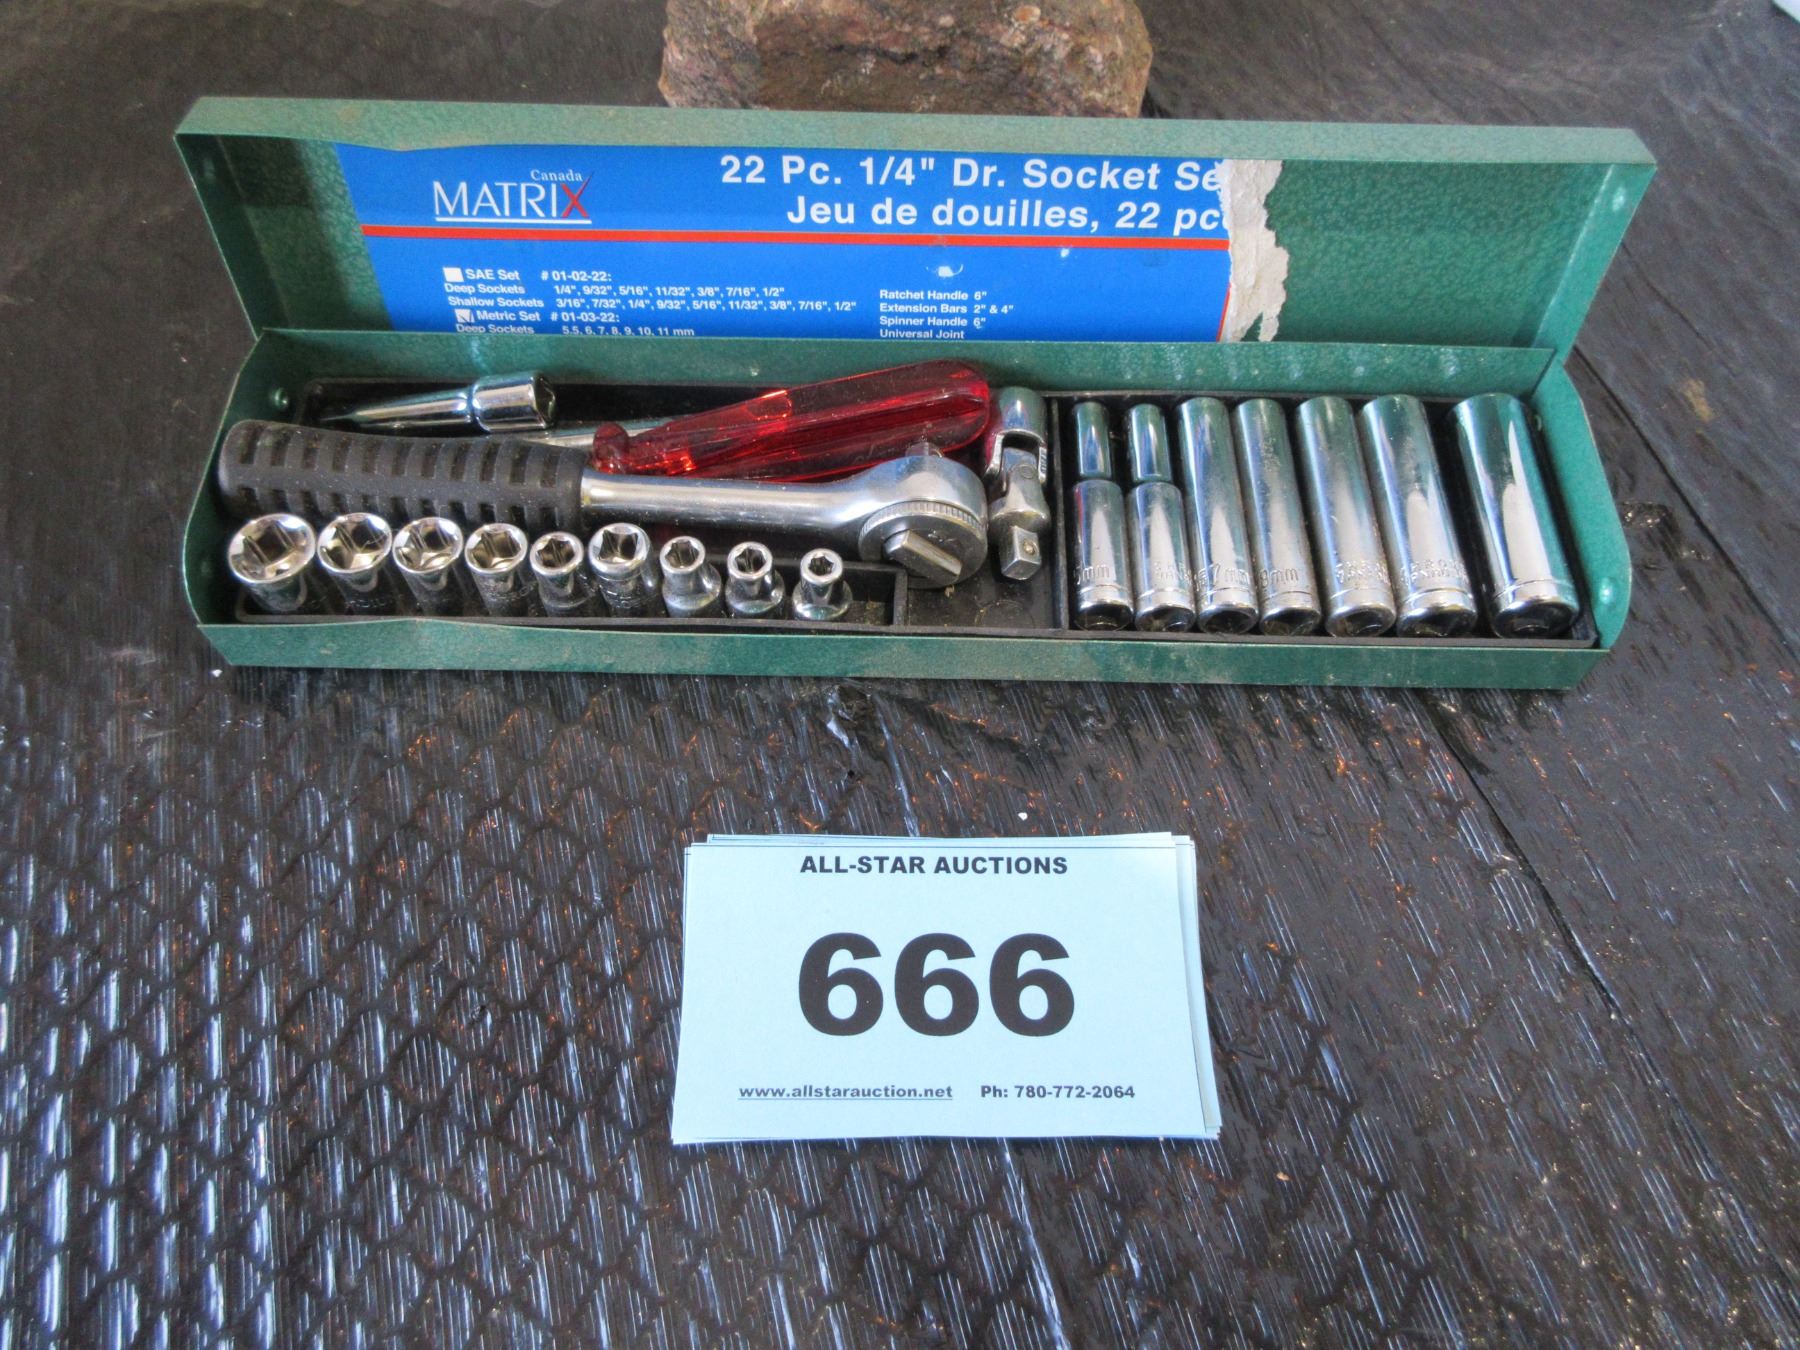 Canada
MATRIX
22 Pc. 1/4" Dr. Socket Se
Jeu de douilles, 22 pc
SAE Set # 01-02-22:
Deep Sockets 1/4", 9/32", 5/16", 11/32", 3/8", 7/16", 1/2"
Shallow Sockets 3/16", 7/32", 1/4", 9/32", 5/16", 11/32", 3/8", 7/16", 1/2"
Metric Set # 01-03-22:
Deep Sockets 5.5, 6, 7, 8, 9, 10, 11 mm
Ratchet Handle 6"
Extension Bars 2" & 4"
Spinner Handle 6"
Universal Joint
7mm
9mm
ALL-STAR AUCTIONS
666
www.allstarauction.net Ph: 780-772-2064